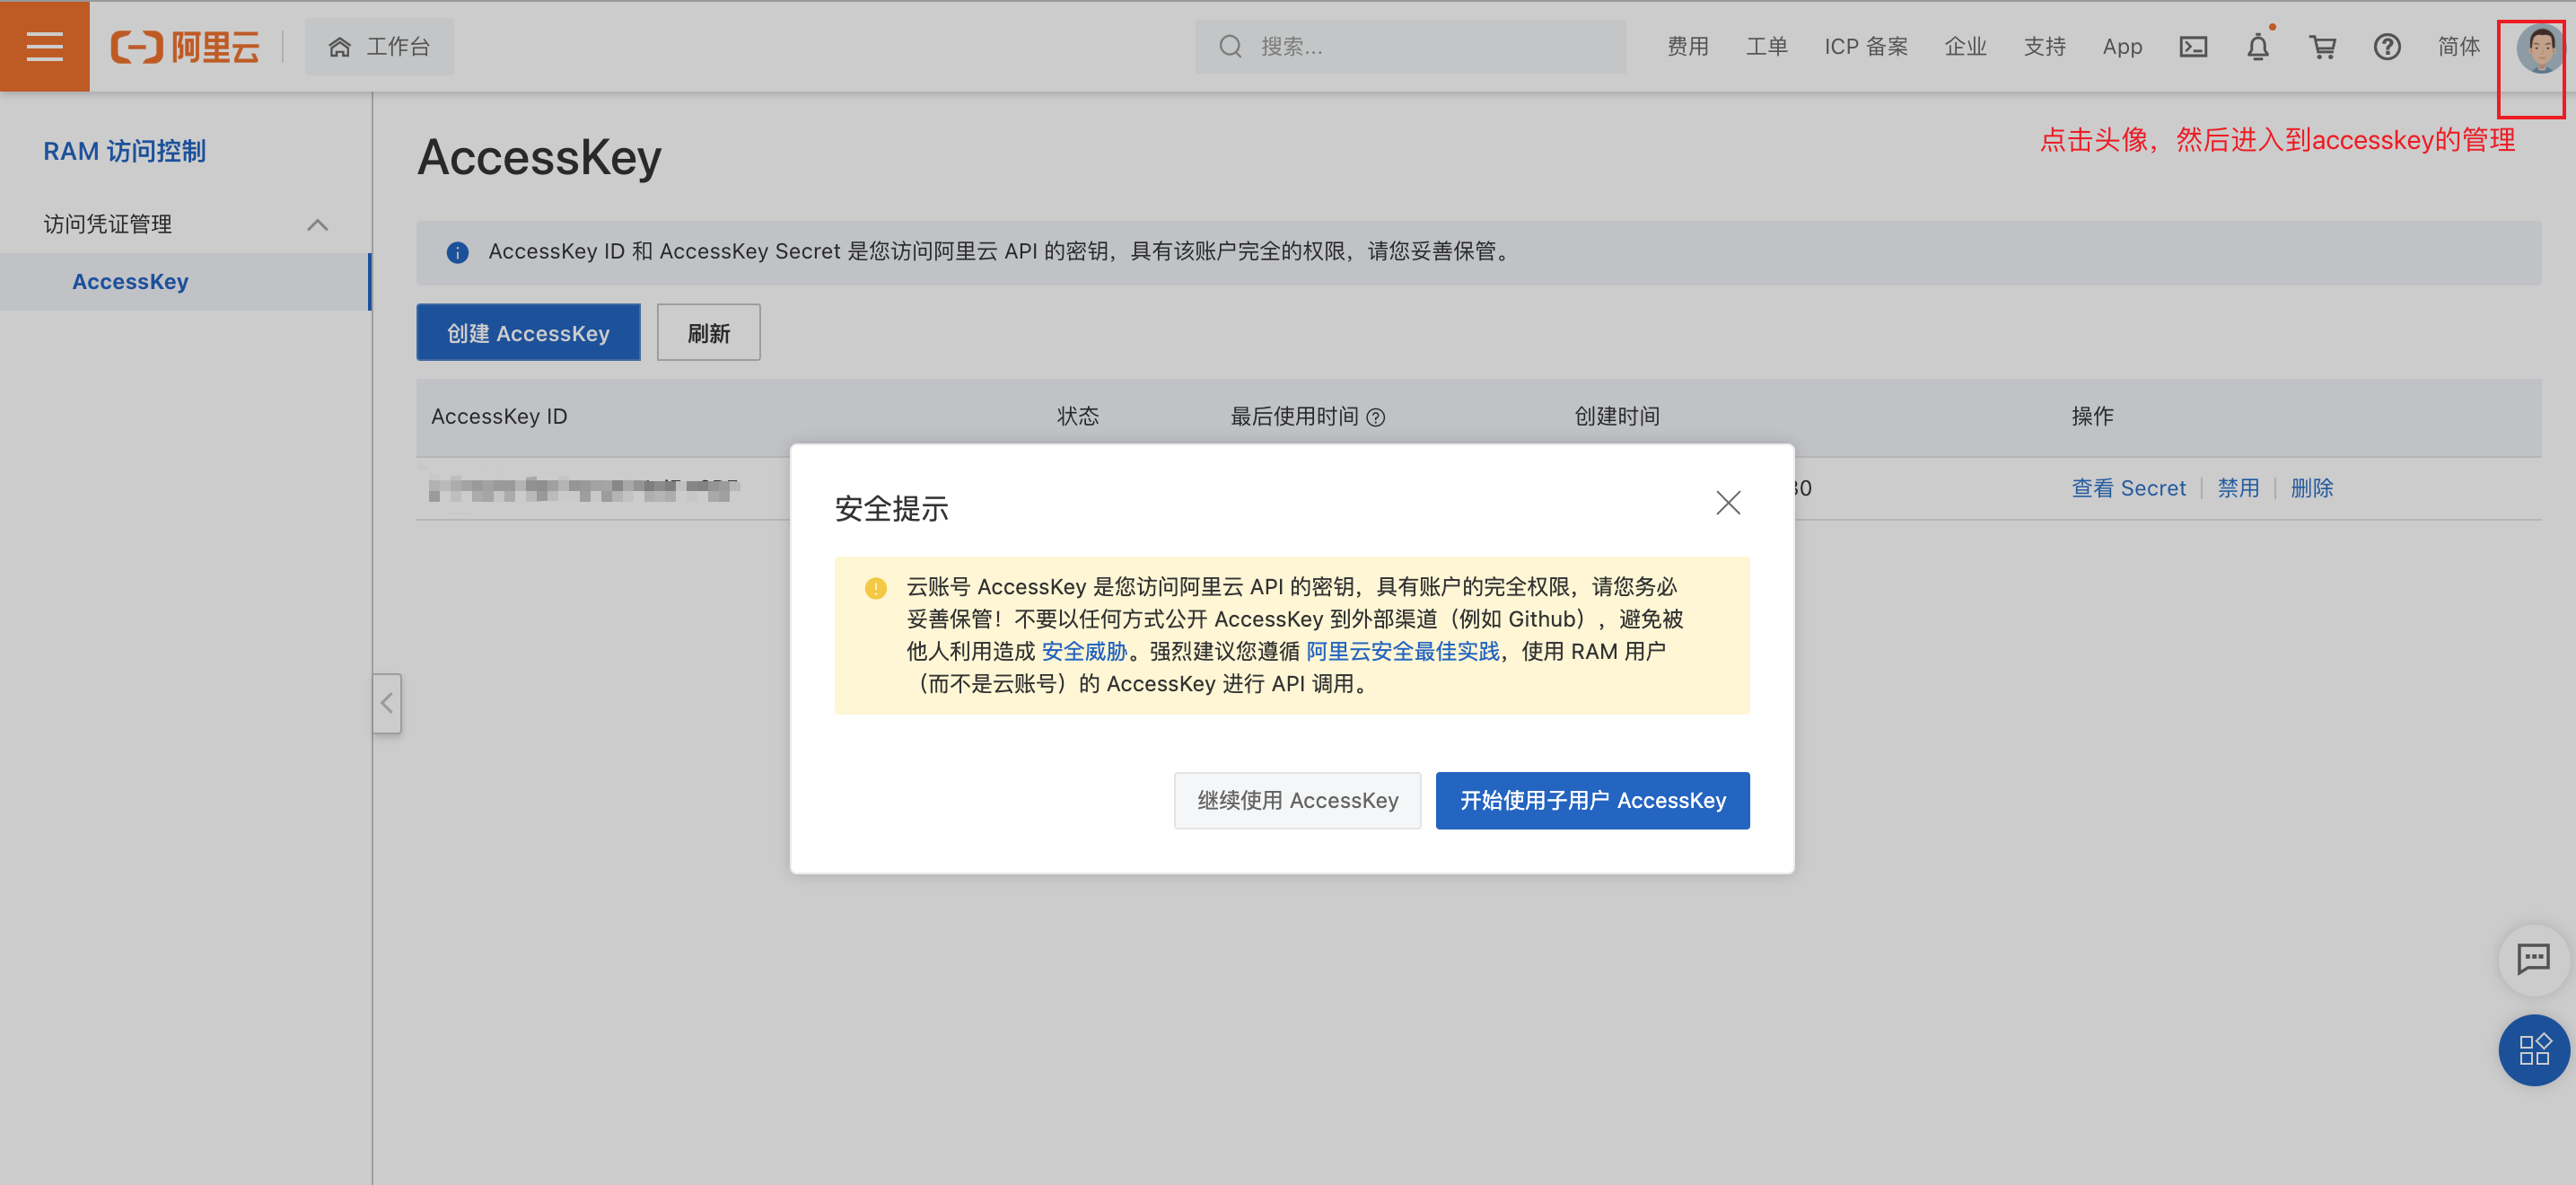 阿里云
工作台
搜索...
费用
工单
ICP 备案
企业
支持
App
简体
点击头像，然后进入到accesskey的管理
RAM 访问控制
访问凭证管理
AccessKey
AccessKey
AccessKey ID 和 AccessKey Secret 是您访问阿里云 API 的密钥，具有该账户完全的权限，请您妥善保管。
创建 AccessKey
刷新
AccessKey ID
状态
最后使用时间
创建时间
操作
查看 Secret
禁用
删除
安全提示
云账号 AccessKey 是您访问阿里云 API 的密钥，具有账户的完全权限，请您务必
妥善保管！不要以任何方式公开 AccessKey 到外部渠道（例如 Github），避免被
他人利用造成 安全威胁。强烈建议您遵循 阿里云安全最佳实践，使用 RAM 用户
（而不是云账号）的 AccessKey 进行 API 调用。
继续使用 AccessKey
开始使用子用户 AccessKey